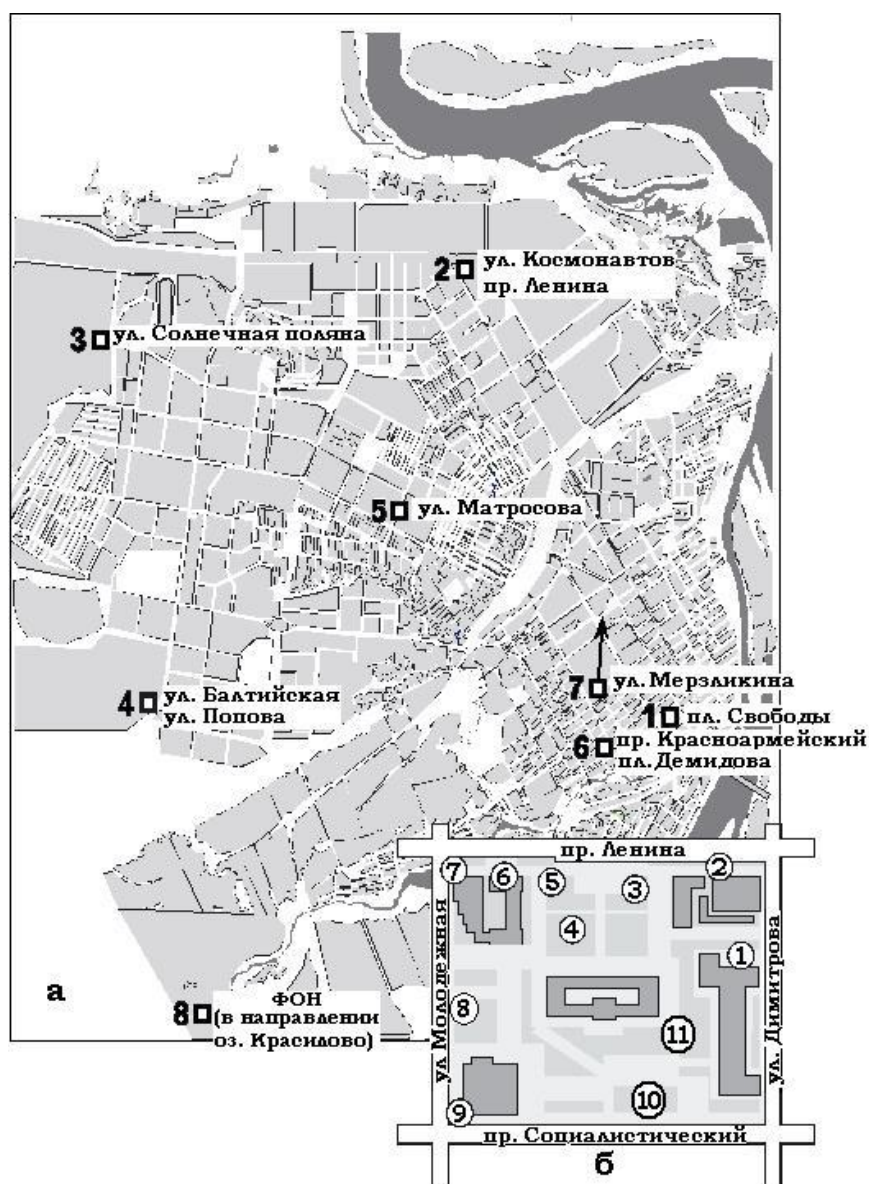 2 ул. Космонавтов
пр. Ленина
3 ул. Солнечная поляна
5 ул. Матросова
7 ул. Мерзликина
4 ул. Балтийская
ул. Попова
1 пл. Свободы
6 пр. Красноармейский
пл. Демидова
а
8 ФОН
(в направлении
оз. Красилово)
пр. Ленина
7 6 5 3 2
4
1
8
11
10
9
ул Молодежная
ул. Димитрова
пр. Социалистический
б